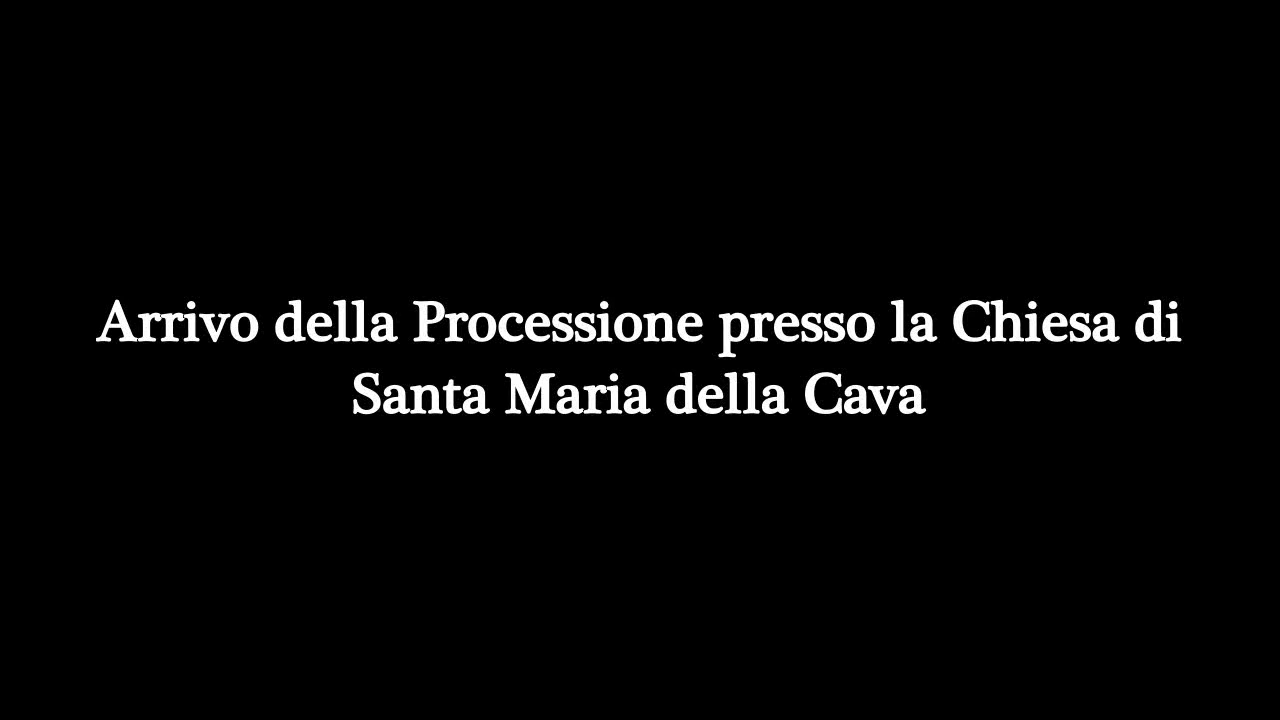 Arrivo della Processione presso la Chiesa di
Santa Maria della Cava